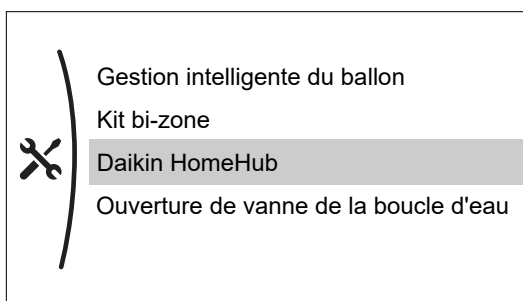 Gestion intelligente du ballon
Kit bi-zone
Daikin HomeHub
Ouverture de vanne de la boucle d'eau